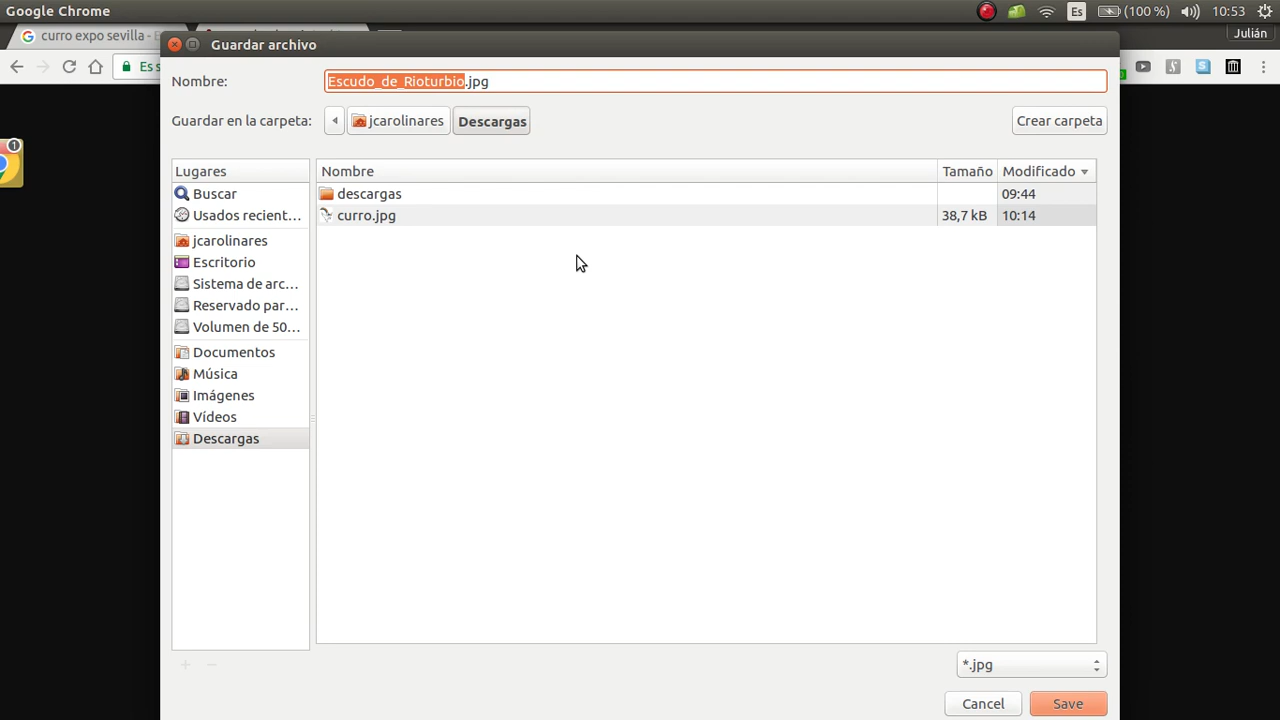 Google Chrome
Es
(100 %)
10:53
curro expo sevilla - B
Julián
Es s
1
Guardar archivo
Nombre:
Escudo_de_Rioturbio.jpg
Guardar en la carpeta:
jcarolinares
Descargas
Crear carpeta
Lugares
Nombre
Tamaño
Modificado
Buscar
descargas
09:44
Usados recient...
curro.jpg
38,7 kB
10:14
jcarolinares
Escritorio
Sistema de arc...
Reservado par...
Volumen de 50...
Documentos
Música
Imágenes
Vídeos
Descargas
*.jpg
Cancel
Save